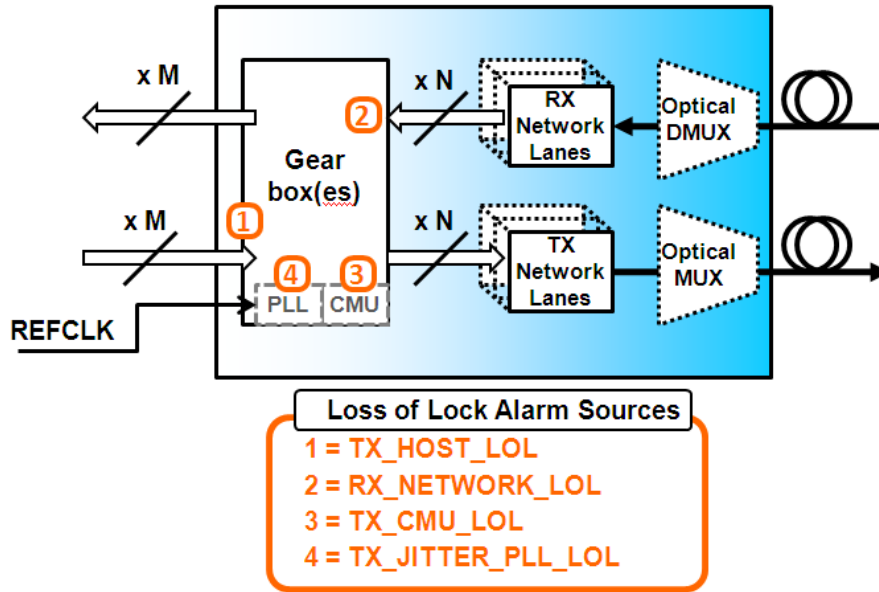 x M
x N
2
RX
Network
Lanes
Optical
DMUX
Gear
box(es)
x M
1
x N
TX
Network
Lanes
Optical
MUX
4
3
PLL
CMU
REFCLK
Loss of Lock Alarm Sources
1 = TX_HOST_LOL
2 = RX_NETWORK_LOL
3 = TX_CMU_LOL
4 = TX_JITTER_PLL_LOL